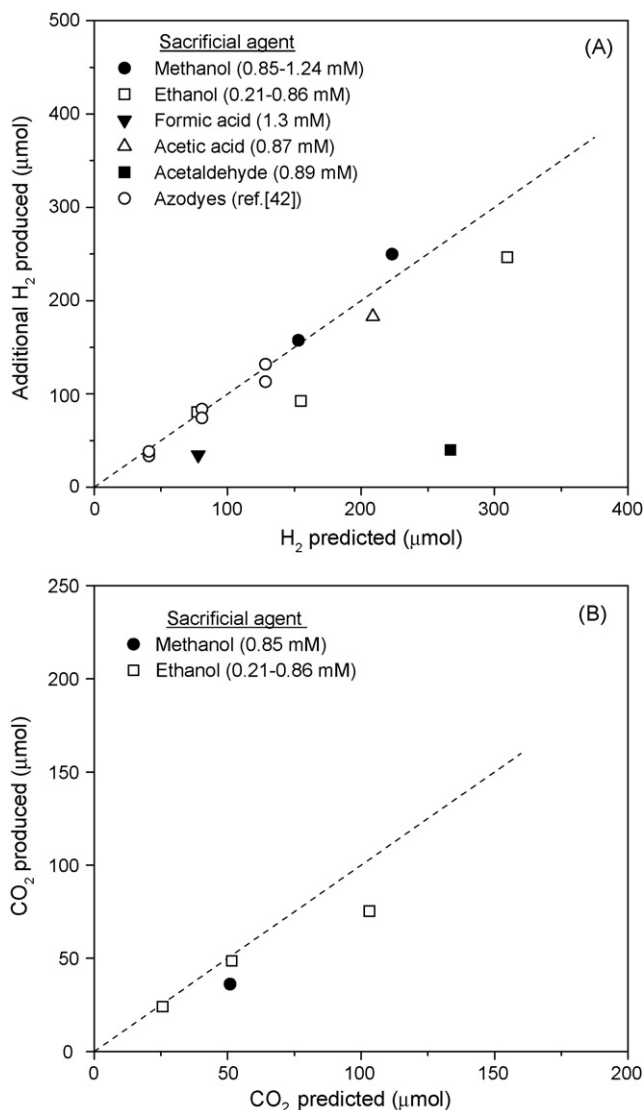 500
400
300
200
100
0
Additional H₂ produced (μmol)
Sacrificial agent
(A)
Methanol (0.85-1.24 mM)
Ethanol (0.21-0.86 mM)
Formic acid (1.3 mM)
Acetic acid (0.87 mM)
Acetaldehyde (0.89 mM)
Azodyes (ref.[42])
0 100 200 300 400
H₂ predicted (μmol)
250
200
150
100
50
0
CO₂ produced (μmol)
Sacrificial agent
(B)
Methanol (0.85 mM)
Ethanol (0.21-0.86 mM)
0 50 100 150 200
CO₂ predicted (μmol)